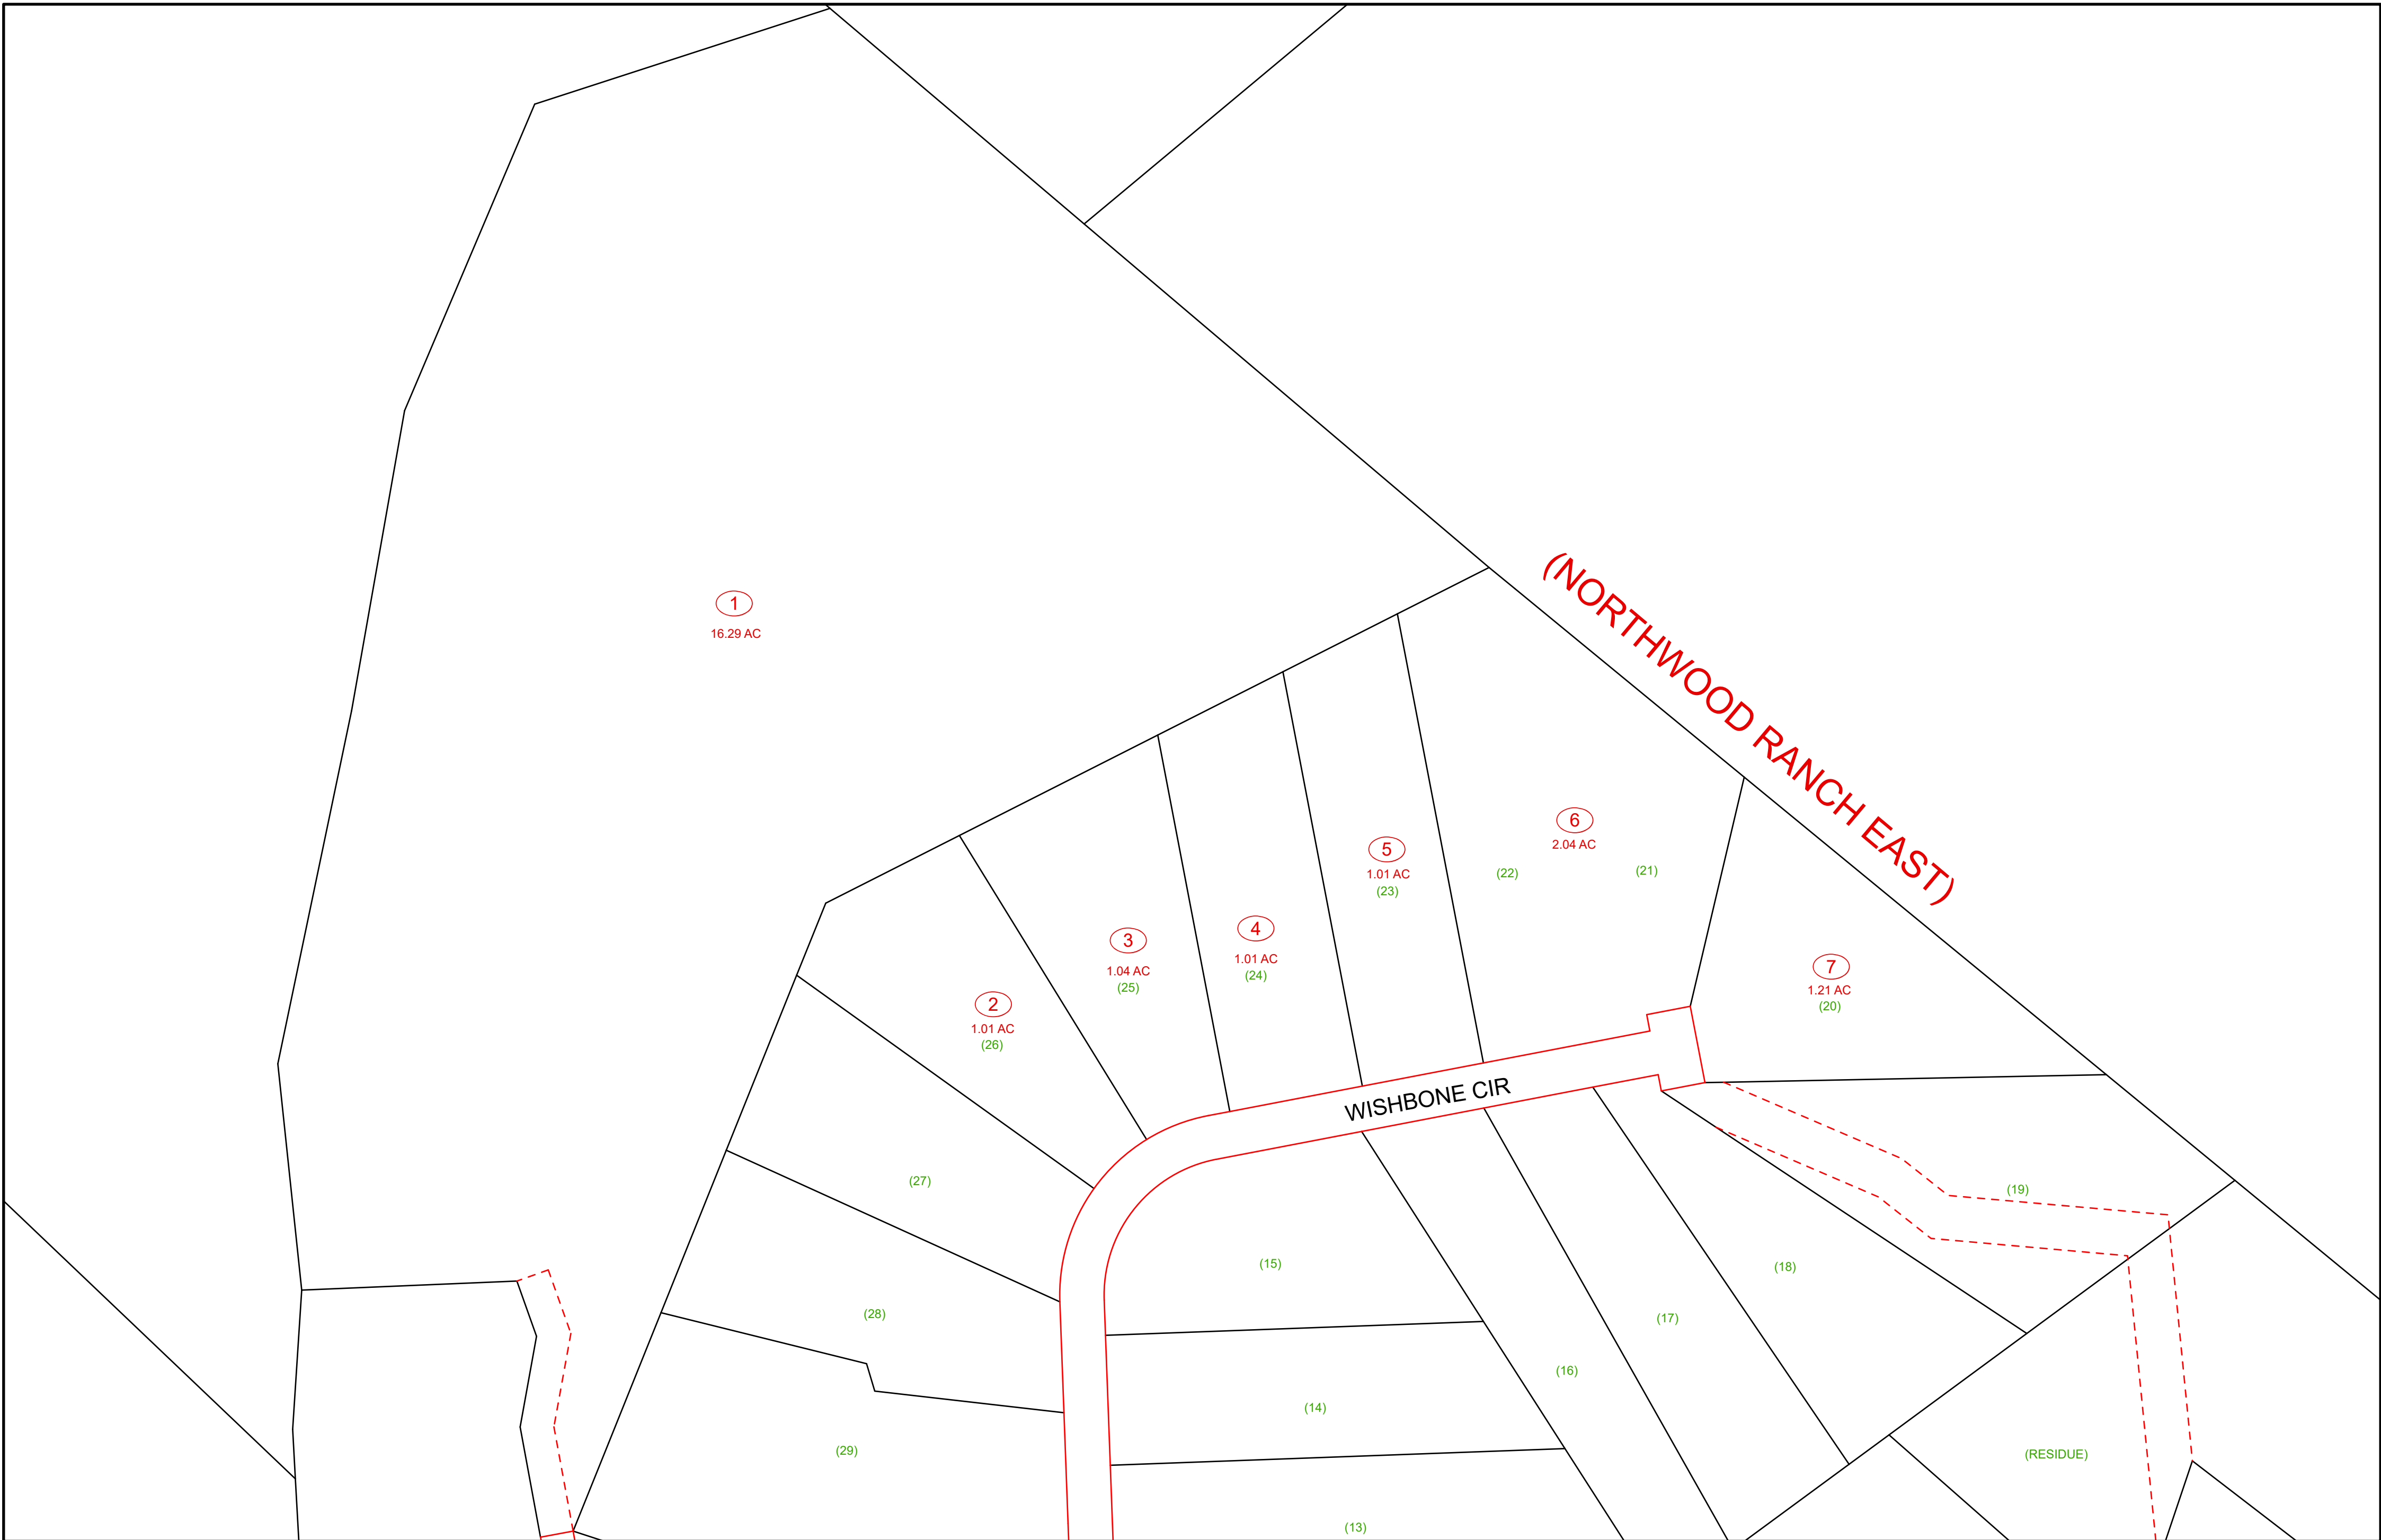 (NORTHWOOD RANCH EAST)
1
16.29 AC
6
2.04 AC
(22)
(21)
5
1.01 AC
(23)
4
1.01 AC
(24)
3
1.04 AC
(25)
7
1.21 AC
(20)
2
1.01 AC
(26)
WISHBONE CIR
(27)
(19)
(15)
(18)
(28)
(17)
(16)
(14)
(29)
(RESIDUE)
(13)